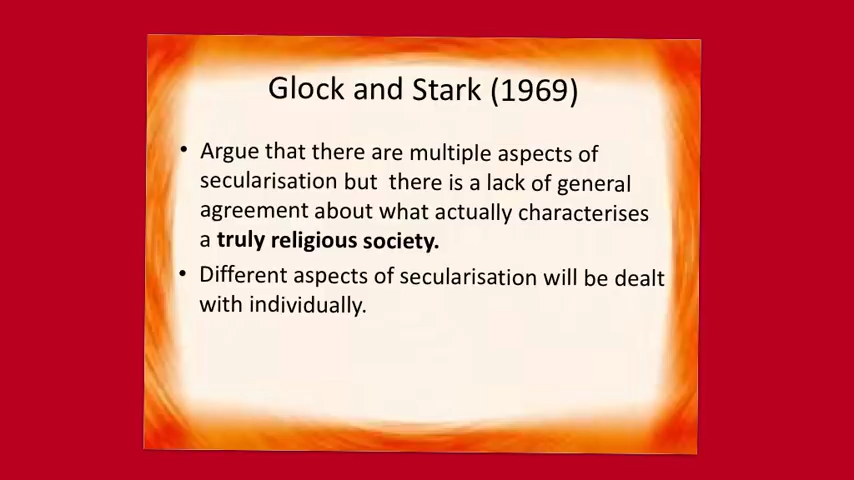 Glock and Stark (1969)
• Argue that there are multiple aspects of
secularisation but there is a lack of general
agreement about what actually characterises
a truly religious society.
• Different aspects of secularisation will be dealt
with individually.